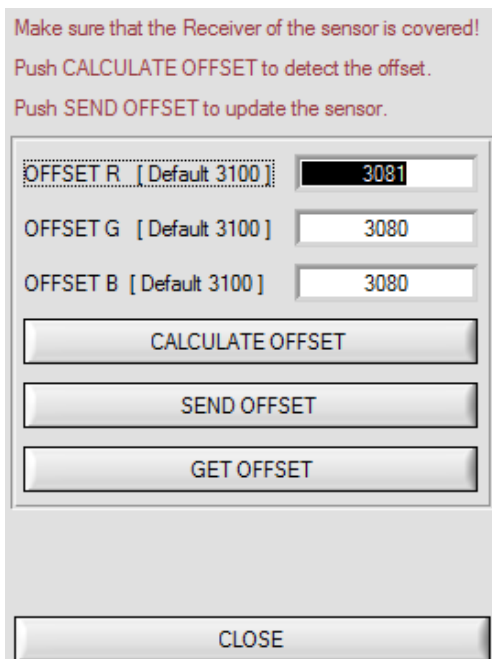 Make sure that the Receiver of the sensor is covered!
Push CALCULATE OFFSET to detect the offset.
Push SEND OFFSET to update the sensor.
OFFSET R [ Default 3100 ] 3081
OFFSET G [ Default 3100 ] 3080
OFFSET B [ Default 3100 ] 3080
CALCULATE OFFSET
SEND OFFSET
GET OFFSET
CLOSE